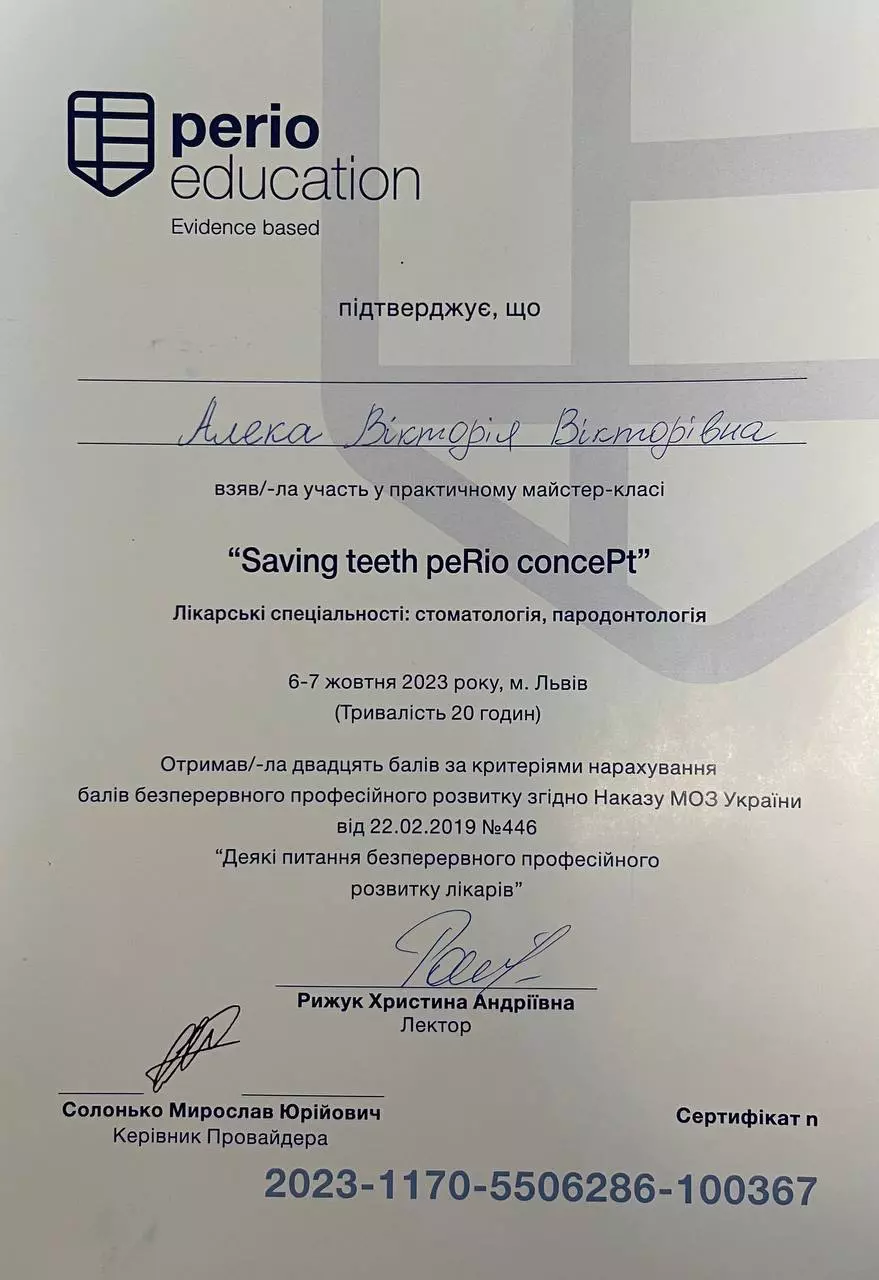 perio
education
Evidence based
підтверджує, що
Алека Вікторія Вікторівна
взяв/-ла участь у практичному майстер-класі
“Saving teeth peRio concePt”
Лікарські спеціальності: стоматологія, пародонтологія
6-7 жовтня 2023 року, м. Львів
(Тривалість 20 годин)
Отримав/-ла двадцять балів за критеріями нарахування
балів безперервного професійного розвитку згідно Наказу МОЗ України
від 22.02.2019 №446
“Деякі питання безперервного професійного
розвитку лікарів”
Рижук Христина Андріївна
Лектор
Солонько Мирослав Юрійович
Керівник Провайдера
Сертифікат n
2023-1170-5506286-100367